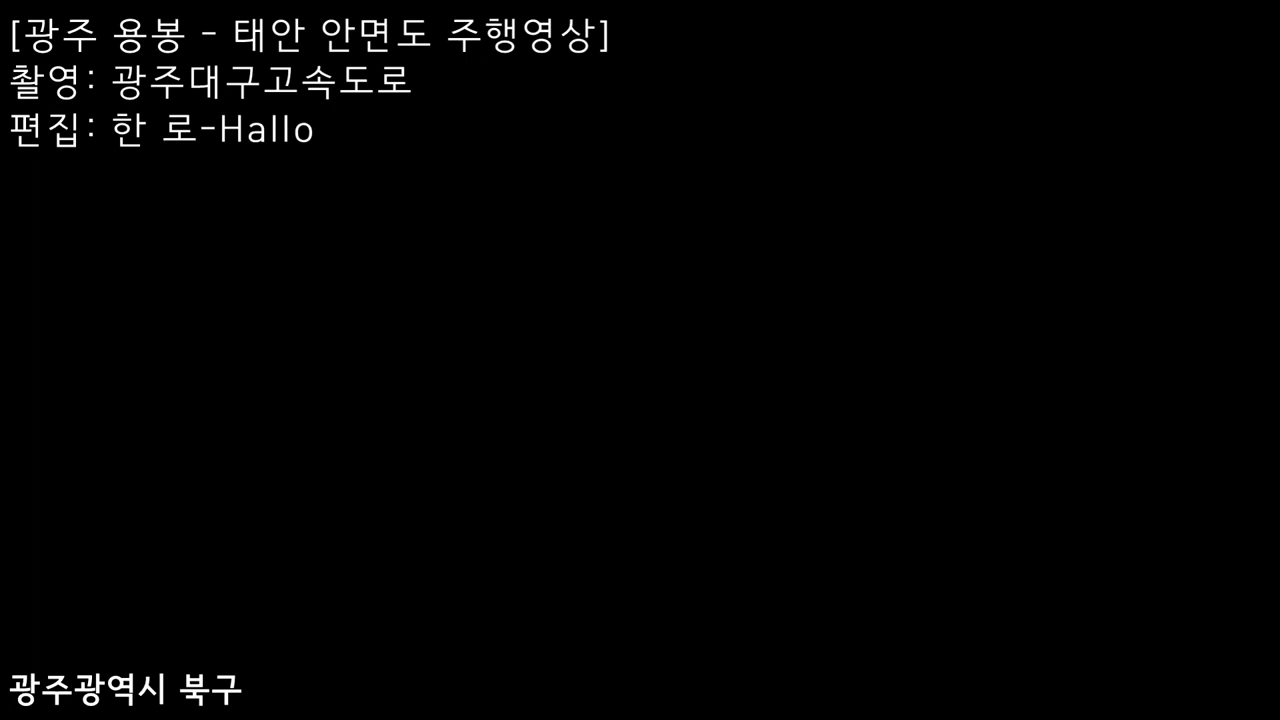 [광주 용봉 - 태안 안면도 주행영상]
촬영: 광주대구고속도로
편집: 한 로-Hallo
광주광역시 북구